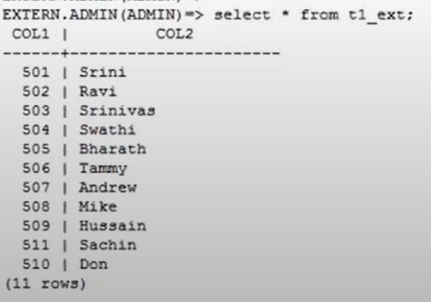 EXTERN.ADMIN(ADMIN)=> select * from t1_ext;
COL1 | COL2
------+----------------------
501 | Srini
502 | Ravi
503 | Srinivas
504 | Swathi
505 | Bharath
506 | Tammy
507 | Andrew
508 | Mike
509 | Hussain
511 | Sachin
510 | Don
(11 rows)